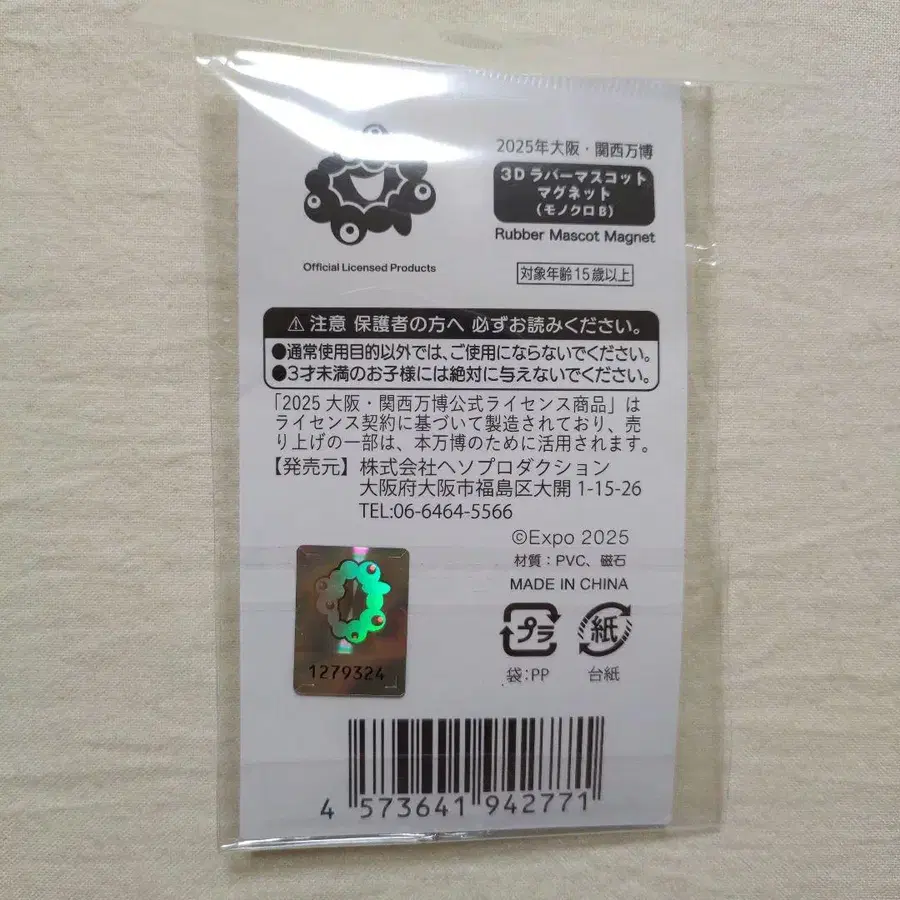 2025年大阪・関西万博
3Dラバーマスコット
マグネット
(モノクロB)
Rubber Mascot Magnet
Official Licensed Products
対象年齢15歳以上
⚠注意 保護者の方へ 必ずお読みください。
●通常使用目的以外では、ご使用にならないでください。
●3才未満のお子様には絶対に与えないでください。
「2025大阪・関西万博公式ライセンス商品」は
ライセンス契約に基づいて製造されており、売
り上げの一部は、本万博のために活用されます。
【発売元】株式会社ヘソプロダクション
大阪府大阪市福島区大開1-15-26
TEL:06-6464-5566
©Expo 2025
材質:PVC、磁石
MADE IN CHINA
プラ 紙
袋:PP 台紙
1279324
4 573641 942771